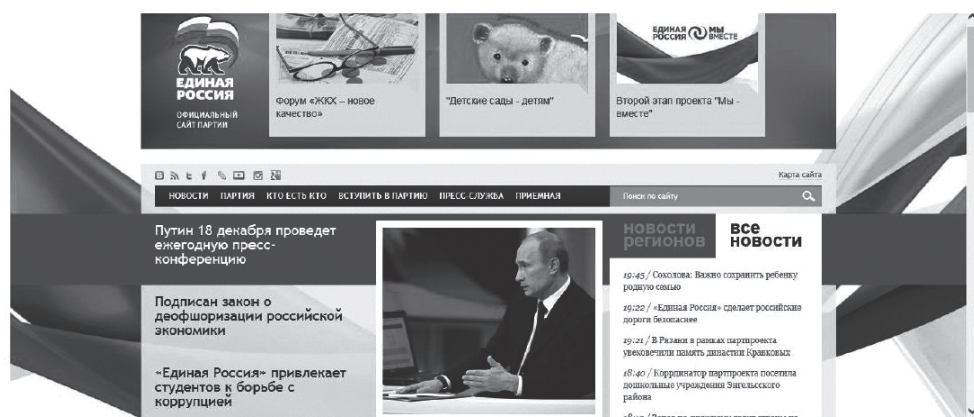 ЕДИНАЯ
РОССИЯ
ОФИЦИАЛЬНЫЙ
САЙТ ПАРТИИ
Форум «ЖКХ – новое
качество»
"Детские сады - детям"
ЕДИНАЯ
РОССИЯ
МЫ
ВМЕСТЕ
Второй этап проекта "Мы -
вместе"
Карта сайта
НОВОСТИ ПАРТИЯ КТО ЕСТЬ КТО ВСТУПИТЬ В ПАРТИЮ ПРЕСС-СЛУЖБА ПРИЕМНАЯ
Поиск по сайту
Путин 18 декабря проведет
ежегодную пресс-
конференцию
Подписан закон о
деофшоризации российской
экономики
«Единая Россия» привлекает
студентов к борьбе с
коррупцией
новости
регионов
все
новости
19:45 / Соколова: Важно сохранить ребенку
родную семью
19:22 / «Единая Россия» сделает российские
дороги безопаснее
19:21 / В Рязани в рамках партпроекта
увековечили память династии Кравковых
18:40 / Координатор партпроекта посетила
дошкольные учреждения Энгельсского
района